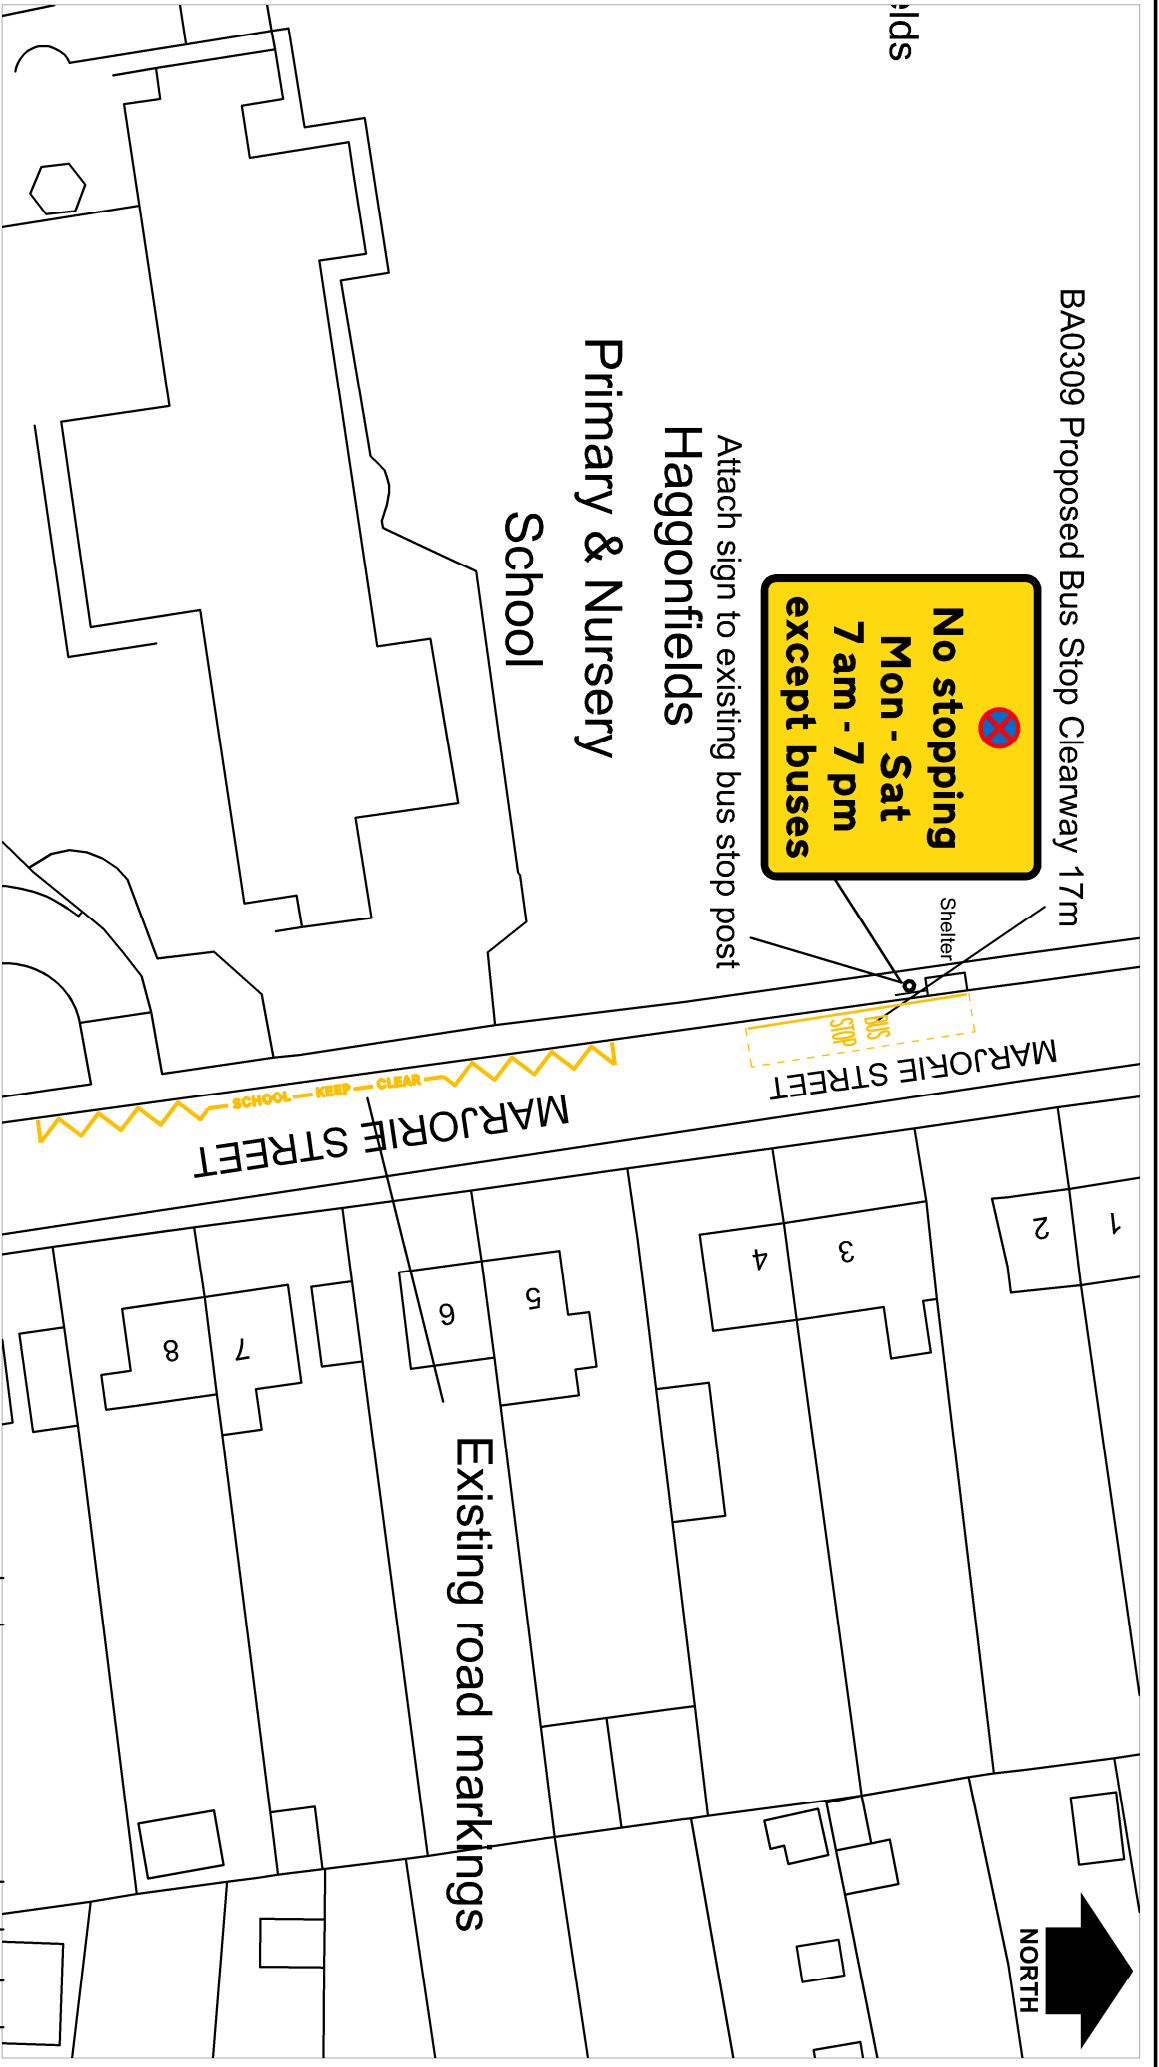 elds
BA0309 Proposed Bus Stop Clearway 17m
No stopping
Mon - Sat
7 am - 7 pm
except buses
Shelter
Attach sign to existing bus stop post
Haggonfields
Primary & Nursery
School
BUS
STOP
MARJORIE STREET
SCHOOL KEEP CLEAR
MARJORIE STREET
1
2
3
4
5
6
7
8
Existing road markings
NORTH